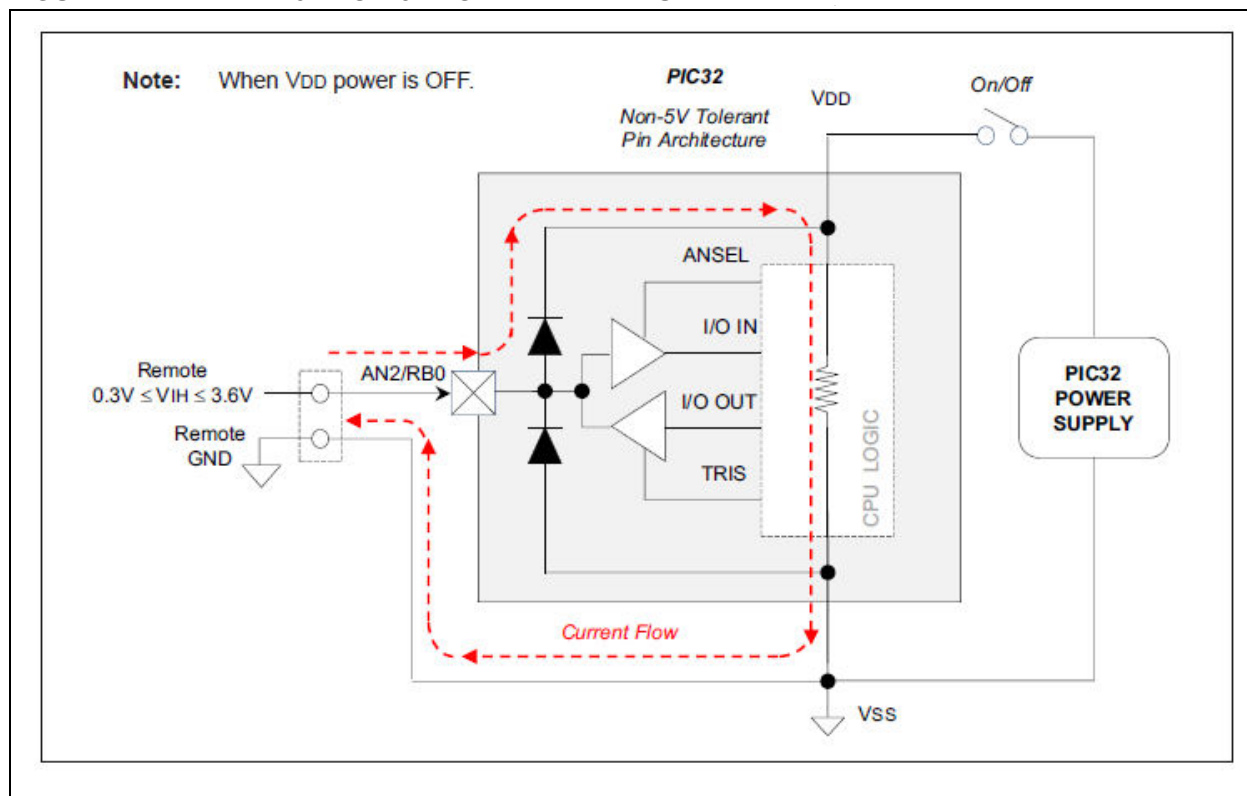 Note: When VDD power is OFF.
PIC32
Non-5V Tolerant
Pin Architecture
VDD
On/Off
ANSEL
I/O IN
Remote
0.3V ≤ VIH ≤ 3.6V
AN2/RB0
I/O OUT
Remote
GND
TRIS
CPU LOGIC
PIC32
POWER
SUPPLY
Current Flow
VSS